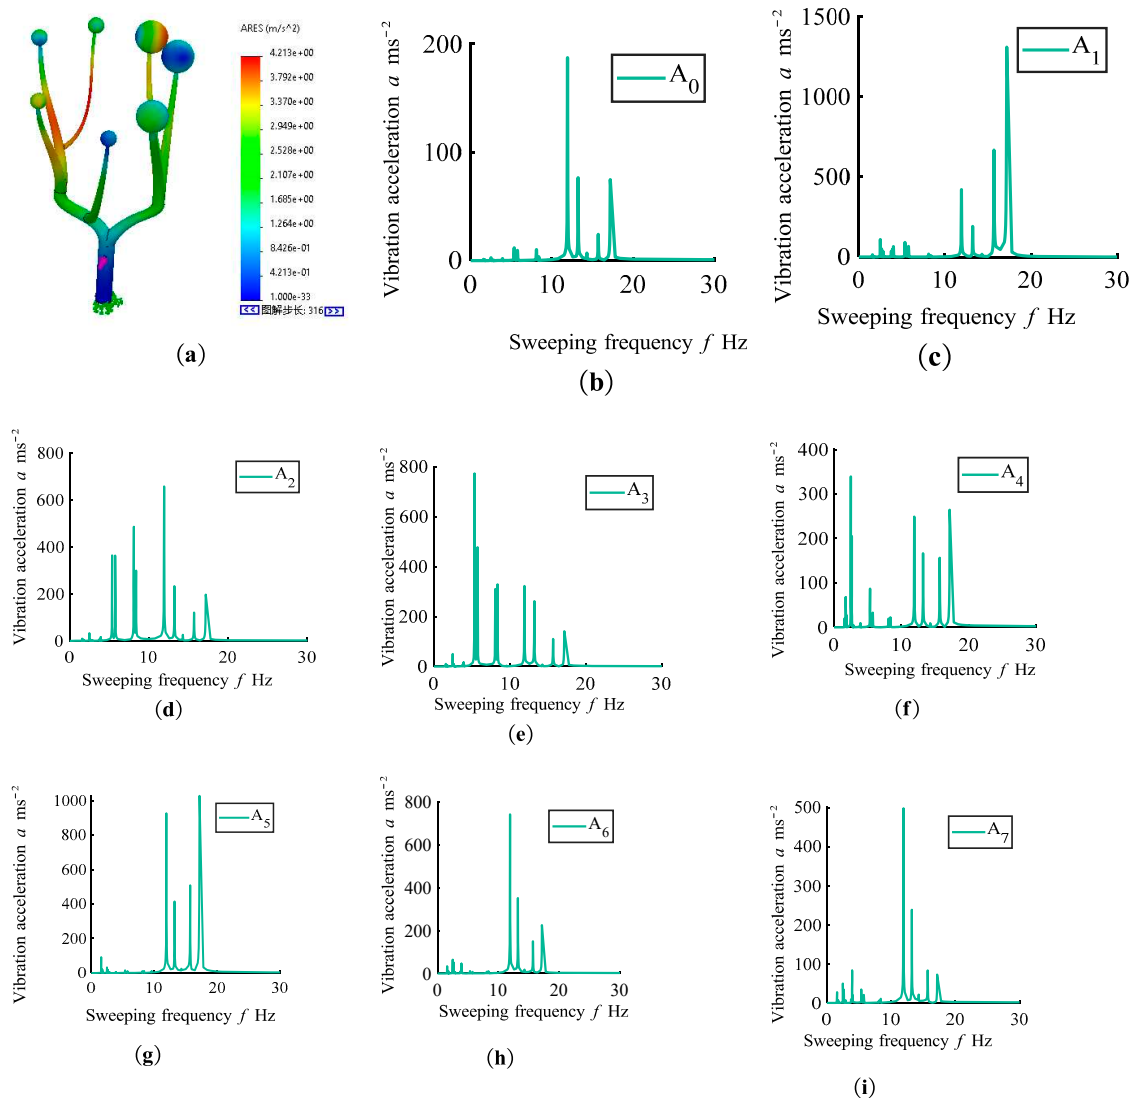 ARES (m/s^2)
4.213e+00
3.792e+00
3.370e+00
2.949e+00
2.528e+00
2.107e+00
1.685e+00
1.264e+00
8.426e-01
4.213e-01
1.000e-33
<< 图解步长: 316 >>
(a)
Vibration acceleration a ms⁻²
200
100
0
0 10 20 30
A₀
Sweeping frequency f Hz
(b)
Vibration acceleration a ms⁻²
1500
1000
500
0
0 10 20 30
A₁
Sweeping frequency f Hz
(c)
Vibration acceleration a ms⁻²
800
600
400
200
0
0 10 20 30
A₂
Sweeping frequency f Hz
(d)
Vibration acceleration a ms⁻²
800
600
400
200
0
0 10 20 30
A₃
Sweeping frequency f Hz
(e)
Vibration acceleration a ms⁻²
400
300
200
100
0
0 10 20 30
A₄
Sweeping frequency f Hz
(f)
Vibration acceleration a ms⁻²
1000
800
600
400
200
0
0 10 20 30
A₅
Sweeping frequency f Hz
(g)
Vibration acceleration a ms⁻²
800
600
400
200
0
0 10 20 30
A₆
Sweeping frequency f Hz
(h)
Vibration acceleration a ms⁻²
500
400
300
200
100
0
0 10 20 30
A₇
Sweeping frequency f Hz
(i)